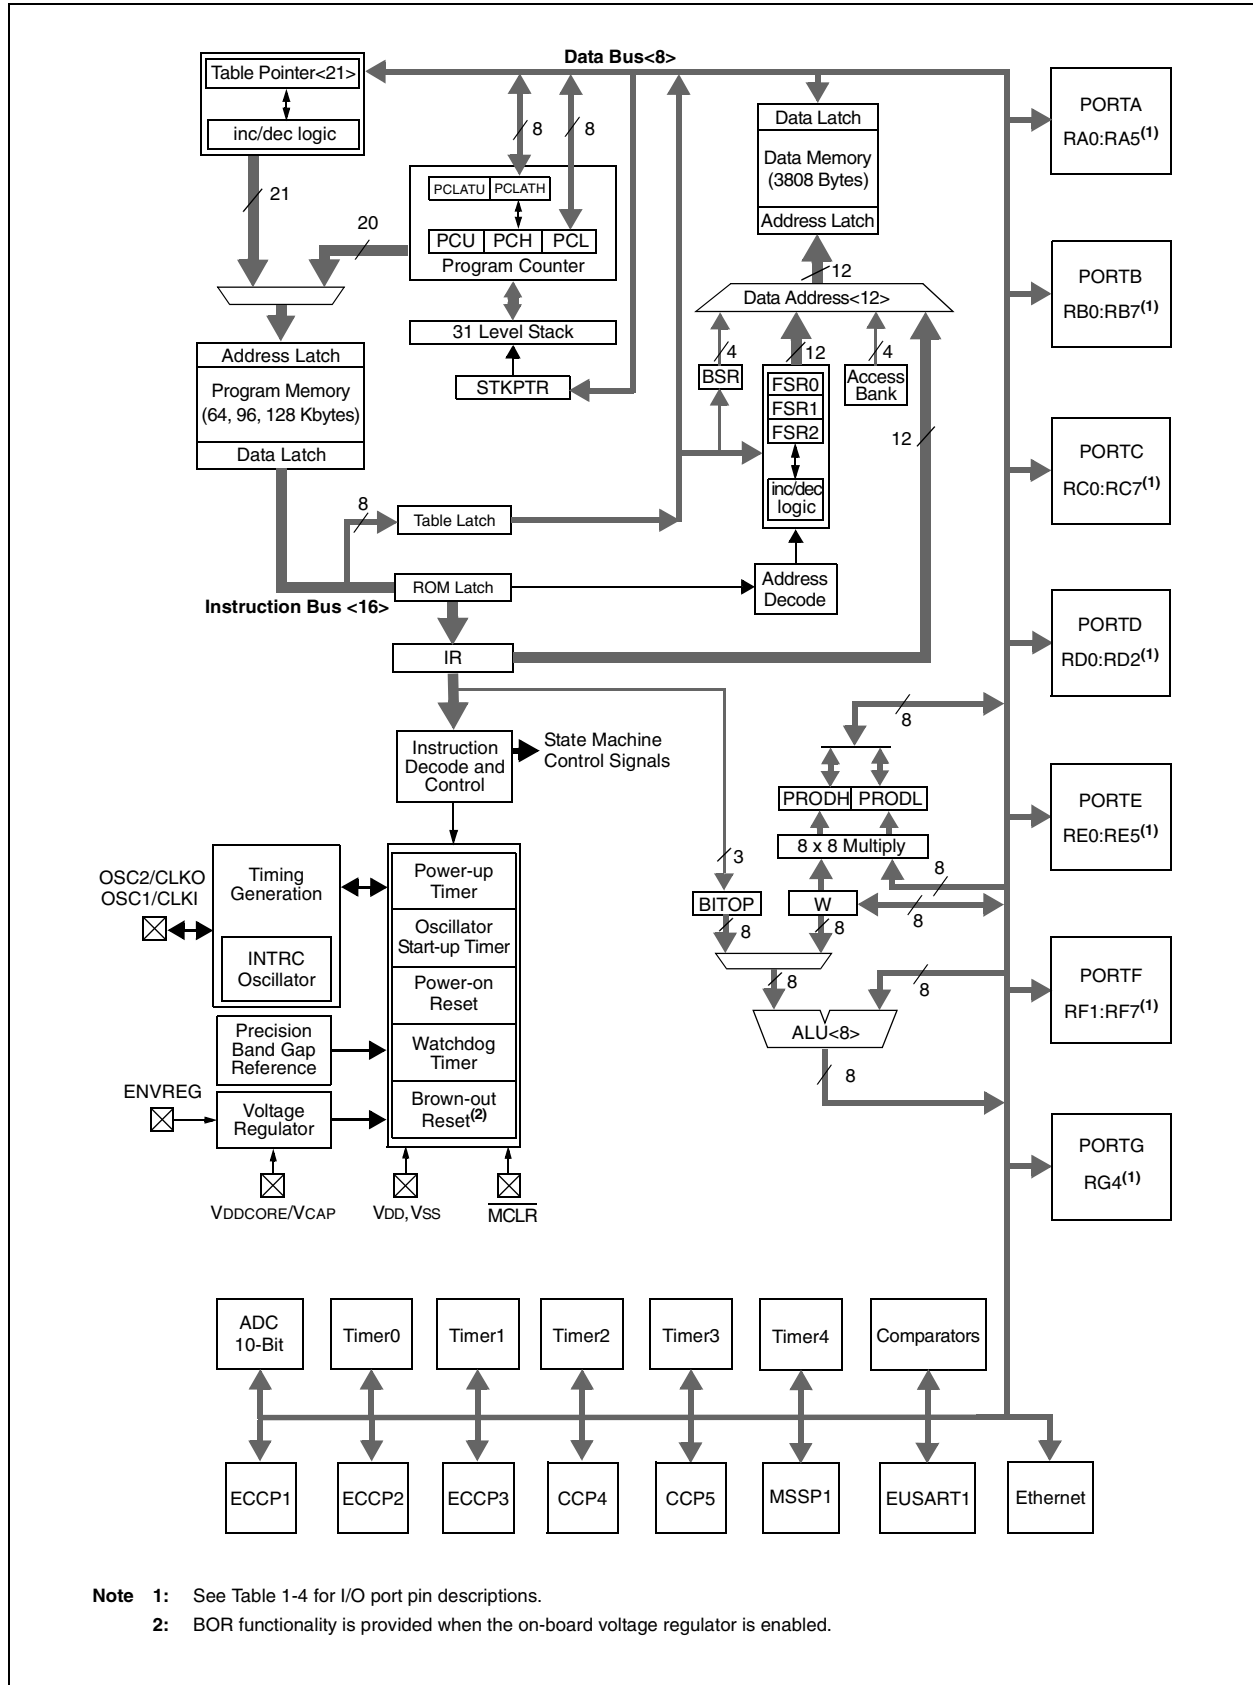 Data Bus<8>
Table Pointer<21>
inc/dec logic
21
8
8
20
PCLATU PCLATH
PCU PCH PCL
Program Counter
31 Level Stack
STKPTR
Address Latch
Program Memory
(64, 96, 128 Kbytes)
Data Latch
8
Table Latch
ROM Latch
Instruction Bus <16>
IR
Data Latch
Data Memory
(3808 Bytes)
Address Latch
12
Data Address<12>
4
12
4
BSR
FSR0
FSR1
FSR2
inc/dec
logic
Access
Bank
12
Address
Decode
Instruction
Decode and
Control
State Machine
Control Signals
8
PRODH PRODL
8 x 8 Multiply
3
BITOP
W
8
8
8
8
8
8
ALU<8>
8
OSC2/CLKO
OSC1/CLKI
Timing
Generation
INTRC
Oscillator
Power-up
Timer
Oscillator
Start-up Timer
Power-on
Reset
Watchdog
Timer
Brown-out
Reset(2)
Precision
Band Gap
Reference
ENVREG
Voltage
Regulator
VDDCORE/VCAP
VDD, VSS
MCLR
PORTA
RA0:RA5(1)
PORTB
RB0:RB7(1)
PORTC
RC0:RC7(1)
PORTD
RD0:RD2(1)
PORTE
RE0:RE5(1)
PORTF
RF1:RF7(1)
PORTG
RG4(1)
ADC
10-Bit
Timer0
Timer1
Timer2
Timer3
Timer4
Comparators
ECCP1
ECCP2
ECCP3
CCP4
CCP5
MSSP1
EUSART1
Ethernet
Note 1: See Table 1-4 for I/O port pin descriptions.
2: BOR functionality is provided when the on-board voltage regulator is enabled.